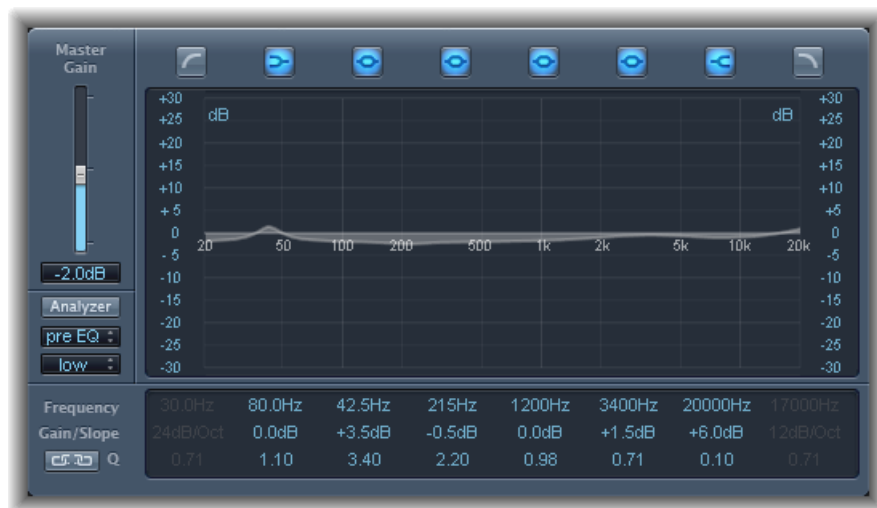 Master
Gain
-2.0dB
Analyzer
pre EQ
low
+30 +30
+25 dB dB +25
+20 +20
+15 +15
+10 +10
+ 5 +5
0 0
20 50 100 200 500 1k 2k 5k 10k 20k
- 5 -5
-10 -10
-15 -15
-20 -20
-25 -25
-30 -30
Frequency 30.0Hz 80.0Hz 42.5Hz 215Hz 1200Hz 3400Hz 20000Hz 17000Hz
Gain/Slope 24dB/Oct 0.0dB +3.5dB -0.5dB 0.0dB +1.5dB +6.0dB 12dB/Oct
Q 0.71 1.10 3.40 2.20 0.98 0.71 0.10 0.71